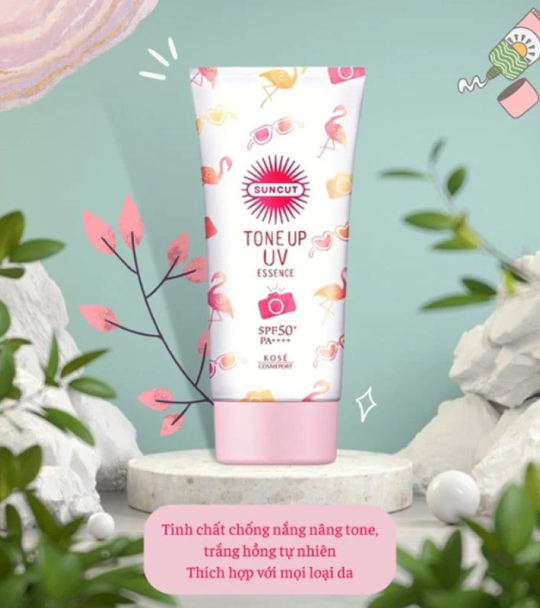 SUNCUT
TONE UP
UV
ESSENCE
SPF50+
PA++++
KOSÉ
COSMEPORT
Tinh chất chống nắng nâng tone,
trắng hồng tự nhiên
Thích hợp với mọi loại da